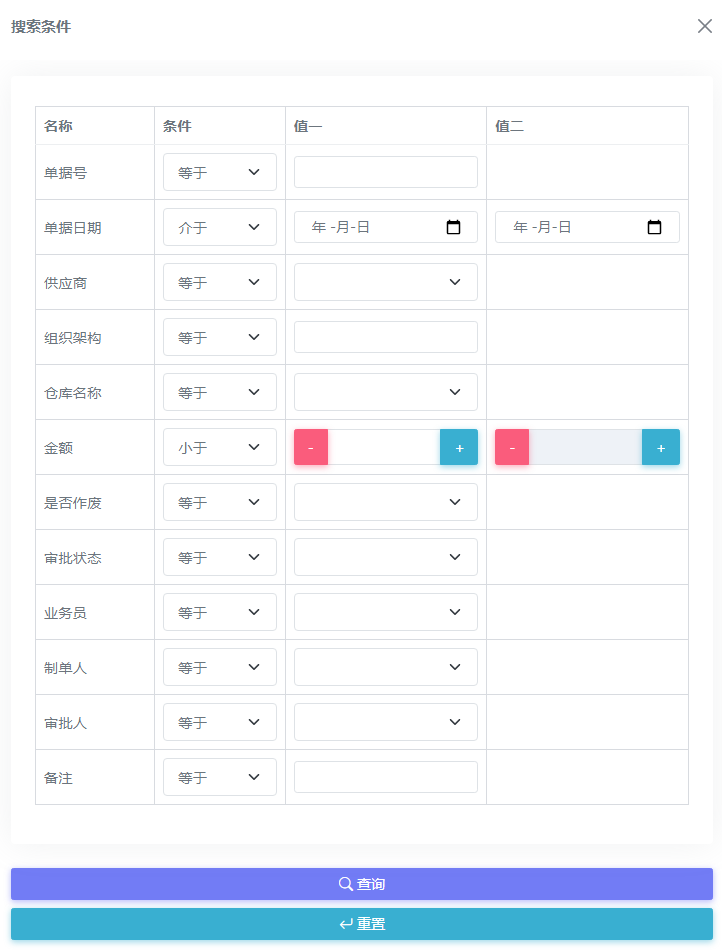 搜索条件
名称 条件 值一 值二
单据号 等于
单据日期 介于 年 -月-日 年 -月-日
供应商 等于
组织架构 等于
仓库名称 等于
金额 小于 - + - +
是否作废 等于
审批状态 等于
业务员 等于
制单人 等于
审批人 等于
备注 等于
查询
重置